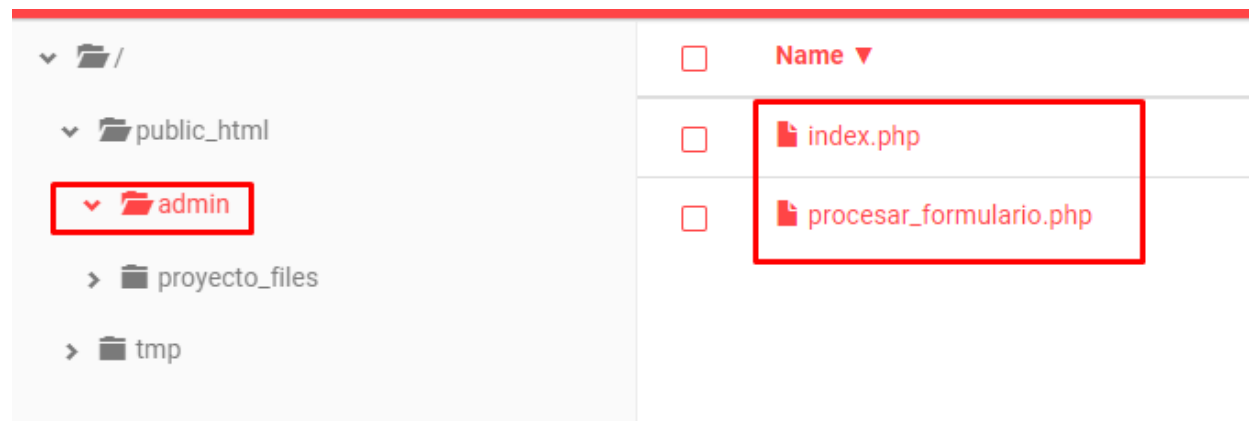 /
public_html
admin
proyecto_files
tmp
Name ▼
index.php
procesar_formulario.php